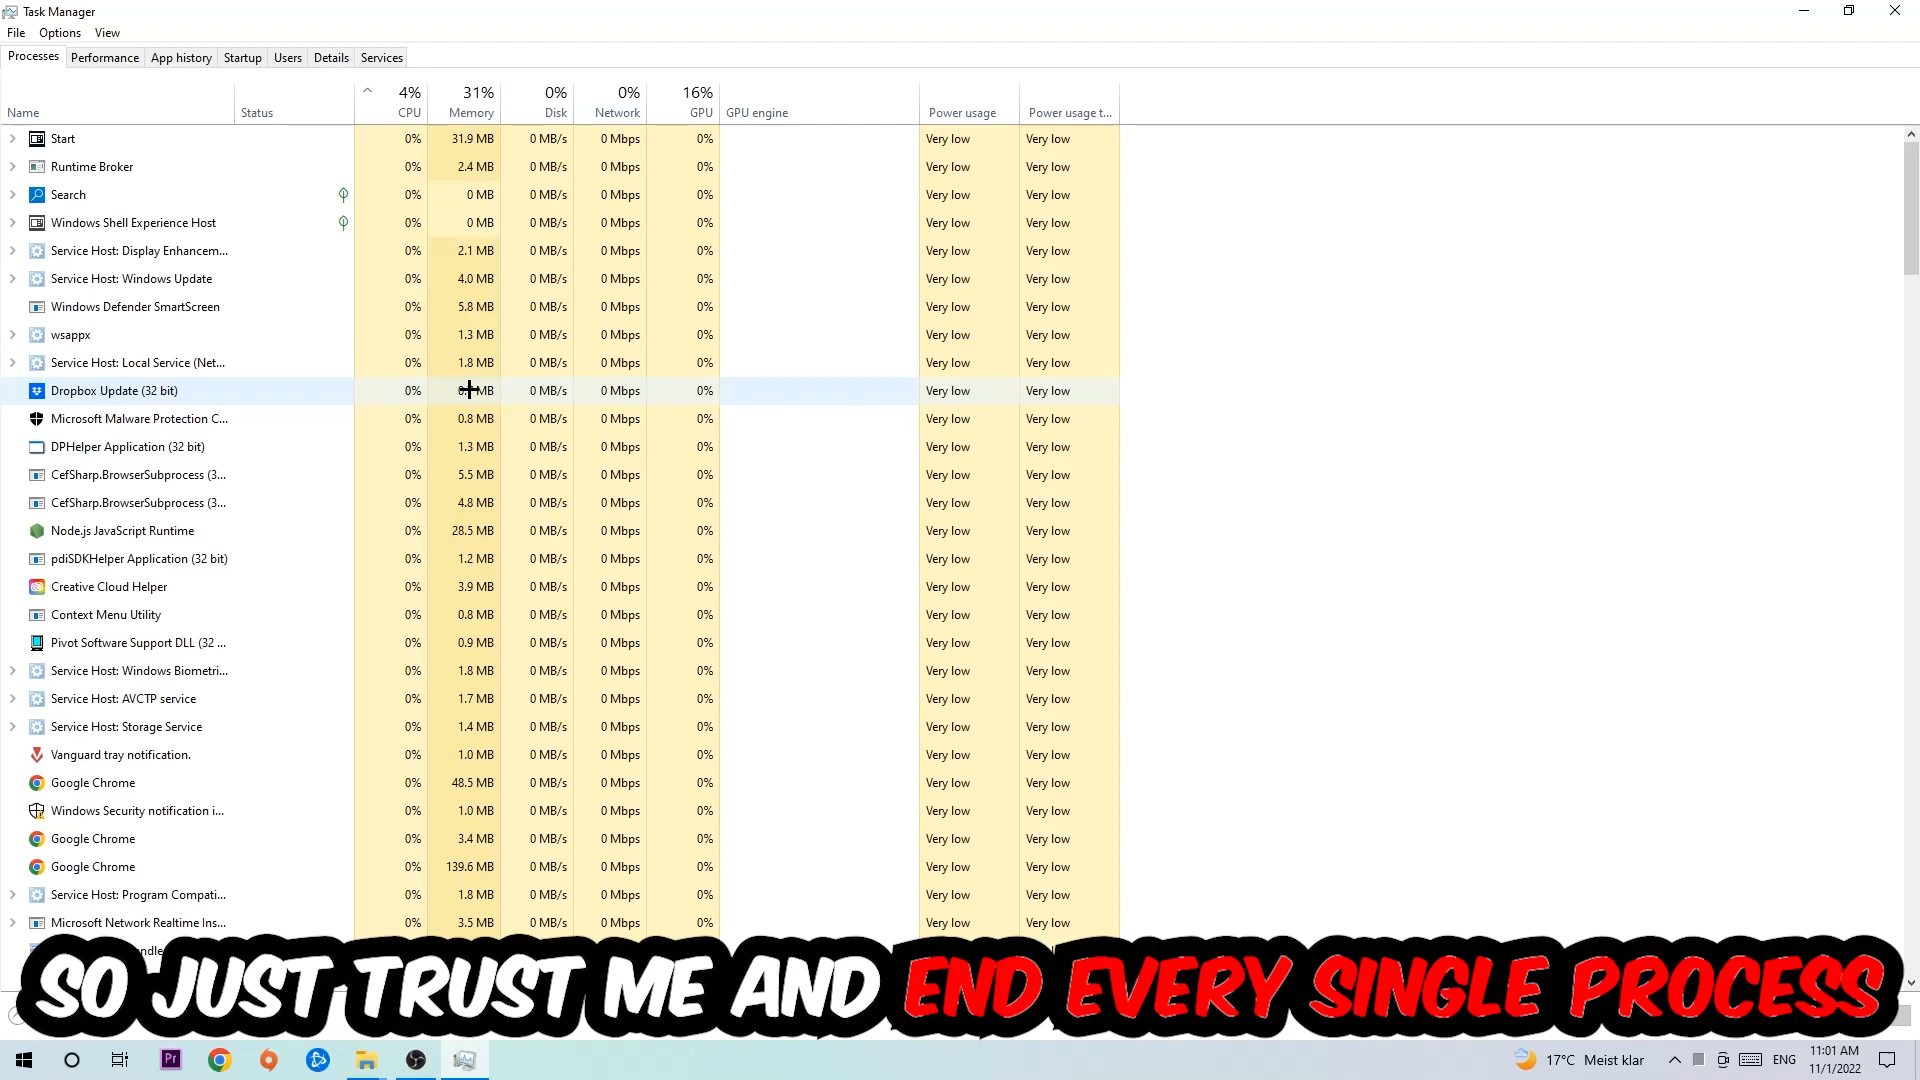 Task Manager
File Options View
Processes Performance App history Startup Users Details Services
4% 31% 0% 0% 16%
Name Status CPU Memory Disk Network GPU GPU engine Power usage Power usage t...
Start 0% 31.9 MB 0 MB/s 0 Mbps 0% Very low Very low
Runtime Broker 0% 2.4 MB 0 MB/s 0 Mbps 0% Very low Very low
Search 0% 0 MB 0 MB/s 0 Mbps 0% Very low Very low
Windows Shell Experience Host 0% 0 MB 0 MB/s 0 Mbps 0% Very low Very low
Service Host: Display Enhancem... 0% 2.1 MB 0 MB/s 0 Mbps 0% Very low Very low
Service Host: Windows Update 0% 4.0 MB 0 MB/s 0 Mbps 0% Very low Very low
Windows Defender SmartScreen 0% 5.8 MB 0 MB/s 0 Mbps 0% Very low Very low
wsappx 0% 1.3 MB 0 MB/s 0 Mbps 0% Very low Very low
Service Host: Local Service (Net... 0% 1.8 MB 0 MB/s 0 Mbps 0% Very low Very low
Dropbox Update (32 bit) 0% MB 0 MB/s 0 Mbps 0% Very low Very low
Microsoft Malware Protection C... 0% 0.8 MB 0 MB/s 0 Mbps 0% Very low Very low
DPHelper Application (32 bit) 0% 1.3 MB 0 MB/s 0 Mbps 0% Very low Very low
CefSharp.BrowserSubprocess (3... 0% 5.5 MB 0 MB/s 0 Mbps 0% Very low Very low
CefSharp.BrowserSubprocess (3... 0% 4.8 MB 0 MB/s 0 Mbps 0% Very low Very low
Node.js JavaScript Runtime 0% 28.5 MB 0 MB/s 0 Mbps 0% Very low Very low
pdiSDKHelper Application (32 bit) 0% 1.2 MB 0 MB/s 0 Mbps 0% Very low Very low
Creative Cloud Helper 0% 3.9 MB 0 MB/s 0 Mbps 0% Very low Very low
Context Menu Utility 0% 0.8 MB 0 MB/s 0 Mbps 0% Very low Very low
Pivot Software Support DLL (32 ... 0% 0.9 MB 0 MB/s 0 Mbps 0% Very low Very low
Service Host: Windows Biometri... 0% 1.8 MB 0 MB/s 0 Mbps 0% Very low Very low
Service Host: AVCTP service 0% 1.7 MB 0 MB/s 0 Mbps 0% Very low Very low
Service Host: Storage Service 0% 1.4 MB 0 MB/s 0 Mbps 0% Very low Very low
Vanguard tray notification. 0% 1.0 MB 0 MB/s 0 Mbps 0% Very low Very low
Google Chrome 0% 48.5 MB 0 MB/s 0 Mbps 0% Very low Very low
Windows Security notification i... 0% 1.0 MB 0 MB/s 0 Mbps 0% Very low Very low
Google Chrome 0% 3.4 MB 0 MB/s 0 Mbps 0% Very low Very low
Google Chrome 0% 139.6 MB 0 MB/s 0 Mbps 0% Very low Very low
Service Host: Program Compati... 0% 1.8 MB 0 MB/s 0 Mbps 0% Very low Very low
Microsoft Network Realtime Ins... 0% 3.5 MB 0 MB/s 0 Mbps 0% Very low Very low
SO JUST TRUST ME AND END EVERY SINGLE PROCESS
Pr 17°C Meist klar ENG 11:01 AM
11/1/2022